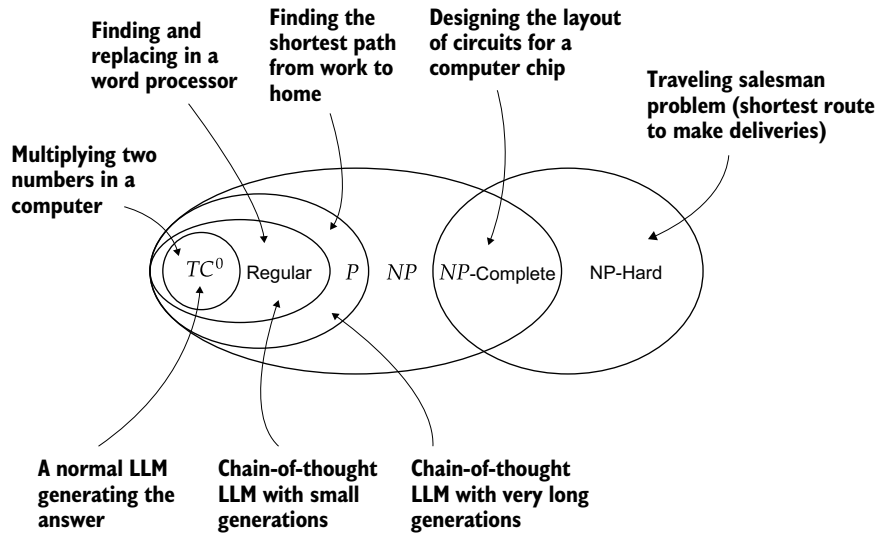 Finding and
replacing in a
word processor
Finding the
shortest path
from work to
home
Designing the layout
of circuits for a
computer chip
Traveling salesman
problem (shortest route
to make deliveries)
Multiplying two
numbers in a
computer
TC⁰
Regular
P
NP
NP-Complete
NP-Hard
A normal LLM
generating the
answer
Chain-of-thought
LLM with small
generations
Chain-of-thought
LLM with very long
generations